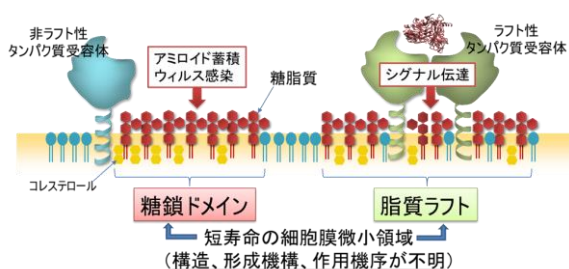 非ラフト性
タンパク質受容体
アミロイド蓄積
ウィルス感染
糖脂質
ラフト性
タンパク質受容体
シグナル伝達
コレステロール
糖鎖ドメイン
脂質ラフト
短寿命の細胞膜微小領域
(構造、形成機構、作用機序が不明)